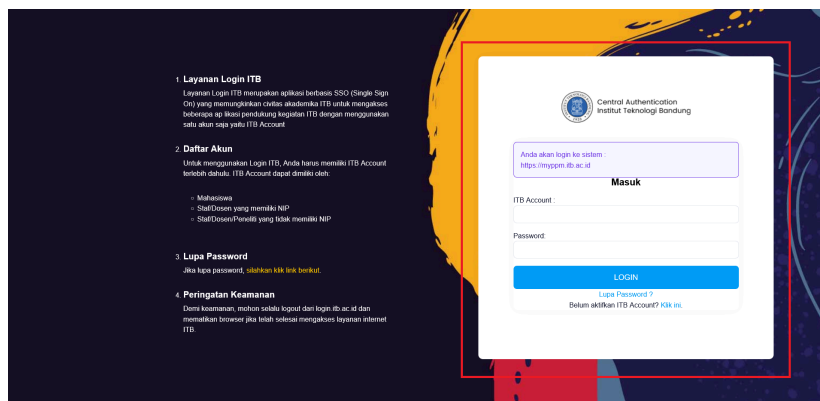 1. Layanan Login ITB
Layanan Login ITB merupakan aplikasi berbasis SSO (Single Sign
On) yang memungkinkan civitas akademika ITB untuk mengakses
beberapa ap likasi pendukung kegiatan ITB dengan menggunakan
satu akun saja yaitu ITB Account
2. Daftar Akun
Untuk menggunakan Login ITB, Anda harus memiliki ITB Account
terlebih dahulu. ITB Account dapat dimiliki oleh:
Mahasiswa
Staf/Dosen yang memiliki NIP
Staf/Dosen/Peneliti yang tidak memiliki NIP
3. Lupa Password
Jika lupa password, silahkan klik link berikut.
4. Peringatan Keamanan
Demi keamanan, mohon selalu logout dari login.itb.ac.id dan
mematikan browser jika telah selesai mengakses layanan internet
ITB.
Central Authentication
Institut Teknologi Bandung
Anda akan login ke sistem :
https://myppm.itb.ac.id
Masuk
ITB Account :
Password:
LOGIN
Lupa Password ?
Belum aktifkan ITB Account? Klik ini.